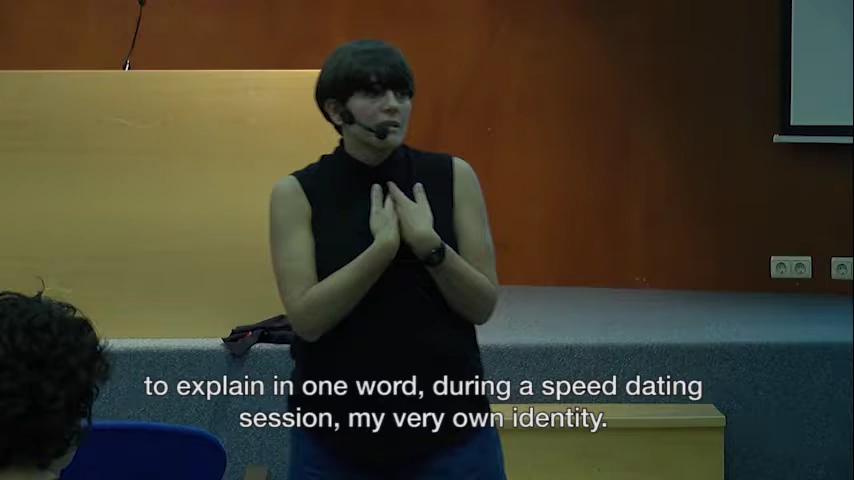 to explain in one word, during a speed dating
session, my very own identity.